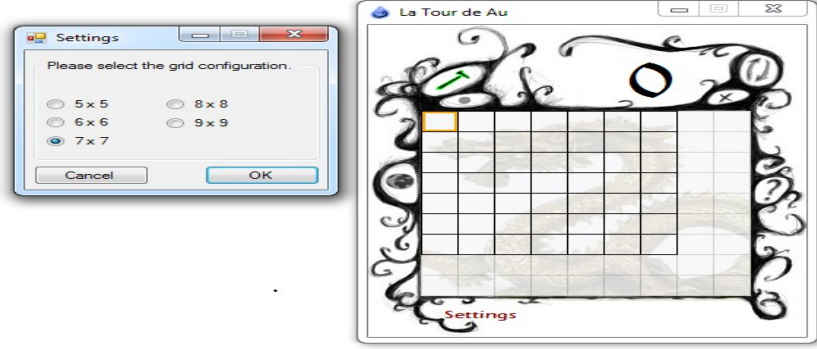 Settings
Please select the grid configuration.
5 x 5
8 x 8
6 x 6
9 x 9
7 x 7
Cancel
OK
La Tour de Au
T
0
x
?
Settings